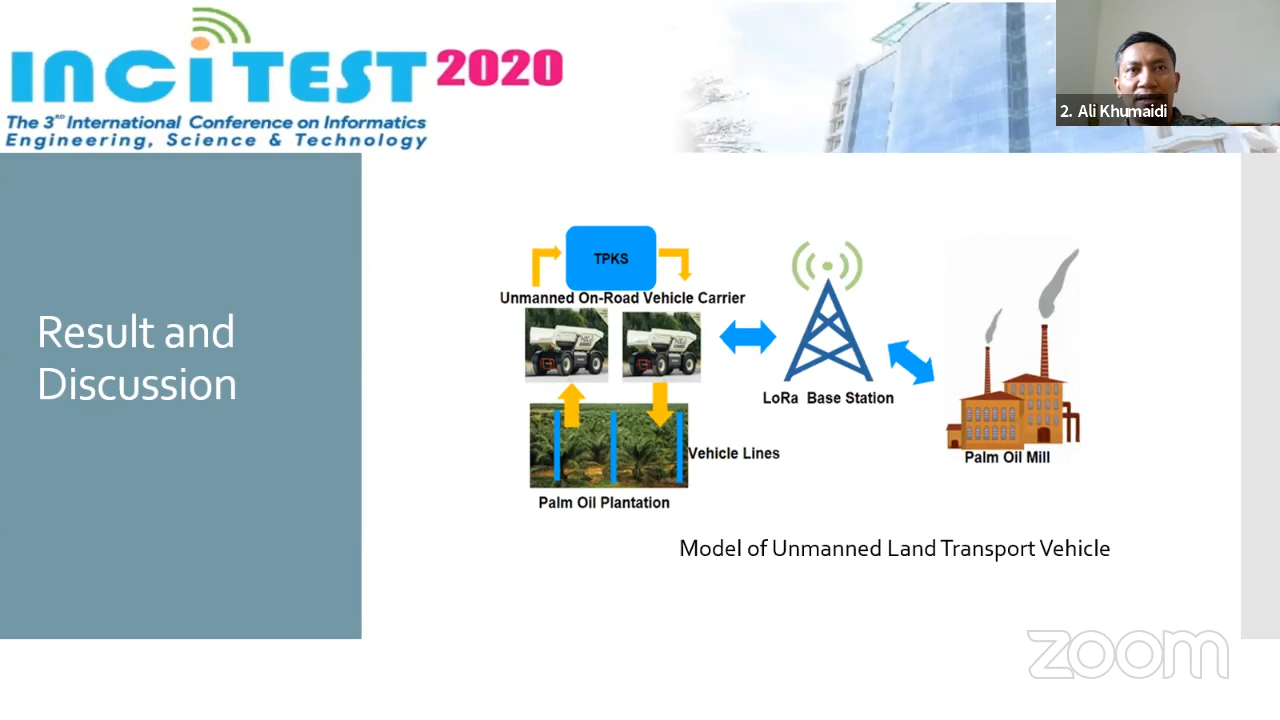 INCiTEST 2020
The 3ND International Conference on Informatics
Engineering, Science & Technology
2. Ali Khumaidi
Result and
Discussion
TPKS
Unmanned On-Road Vehicle Carrier
LoRa Base Station
Vehicle Lines
Palm Oil Mill
Palm Oil Plantation
Model of Unmanned Land Transport Vehicle
zoom